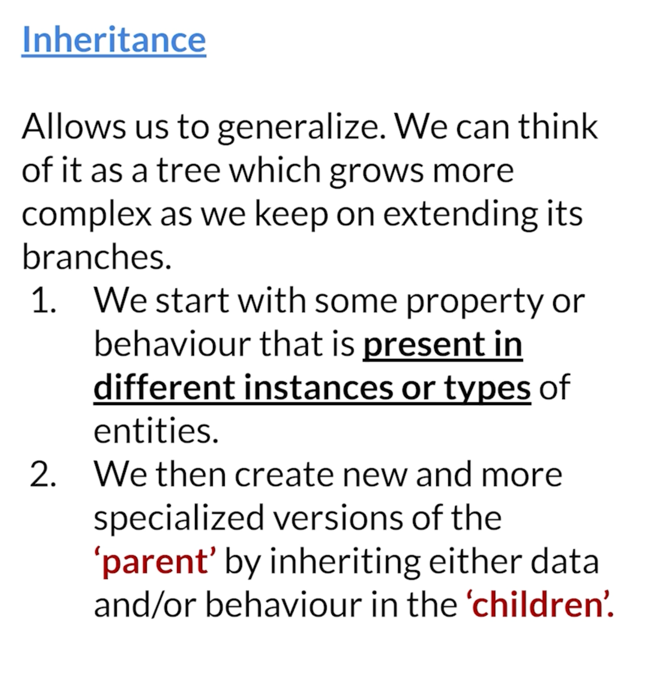 Inheritance
Allows us to generalize. We can think
of it as a tree which grows more
complex as we keep on extending its
branches.
1. We start with some property or
behaviour that is present in
different instances or types of
entities.
2. We then create new and more
specialized versions of the
‘parent’ by inheriting either data
and/or behaviour in the ‘children’.